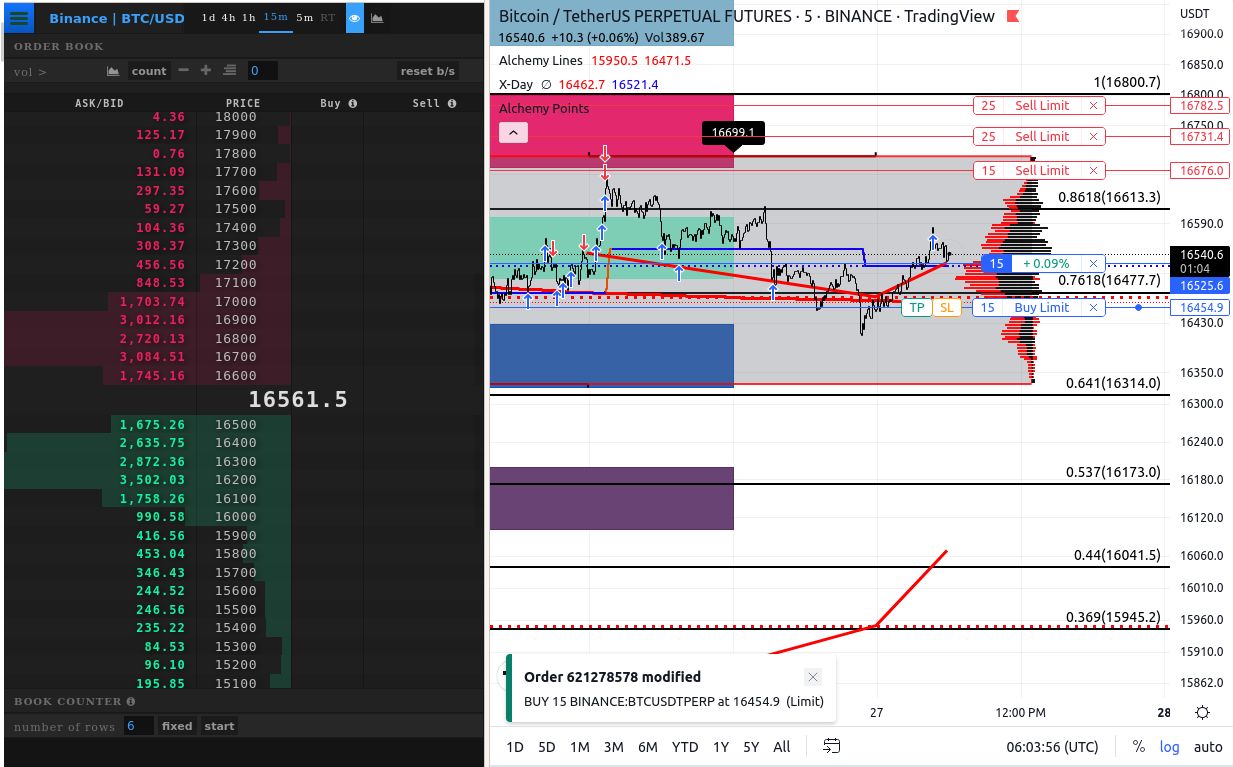 Binance | BTC/USD 1d 4h 1h 15m 5m RT
ORDER BOOK
vol > count 0 reset b/s
ASK/BID PRICE Buy Sell
4.36 18000
125.17 17900
0.76 17800
131.09 17700
297.35 17600
59.27 17500
104.36 17400
308.37 17300
456.56 17200
848.53 17100
1,703.74 17000
3,012.16 16900
2,720.13 16800
3,084.51 16700
1,745.16 16600
16561.5
1,675.26 16500
2,635.75 16400
2,872.36 16300
3,502.03 16200
1,758.26 16100
990.58 16000
416.56 15900
453.04 15800
346.43 15700
244.52 15600
246.56 15500
235.22 15400
84.53 15300
96.10 15200
195.85 15100
BOOK COUNTER
number of rows 6 fixed start
Bitcoin / TetherUS PERPETUAL FUTURES · 5 · BINANCE · TradingView
16540.6 +10.3 (+0.06%) Vol389.67
Alchemy Lines 15950.5 16471.5
X-Day ∅ 16462.7 16521.4
Alchemy Points
16699.1
1(16800.7)
25 Sell Limit ×
25 Sell Limit ×
15 Sell Limit ×
0.8618(16613.3)
15 +0.09% ×
0.7618(16477.7)
TP SL 15 Buy Limit ×
0.641(16314.0)
0.537(16173.0)
0.44(16041.5)
0.369(15945.2)
USDT
16900.0
16850.0
16800.0
16782.5
16750.0
16731.4
16676.0
16590.0
16540.6
01:04
16525.6
16454.9
16430.0
16350.0
16300.0
16240.0
16180.0
16120.0
16060.0
16010.0
15960.0
15910.0
15862.0
Order 621278578 modified
BUY 15 BINANCE:BTCUSDTPERP at 16454.9 (Limit)
27 12:00 PM 28
1D 5D 1M 3M 6M YTD 1Y 5Y All 06:03:56 (UTC) % log auto